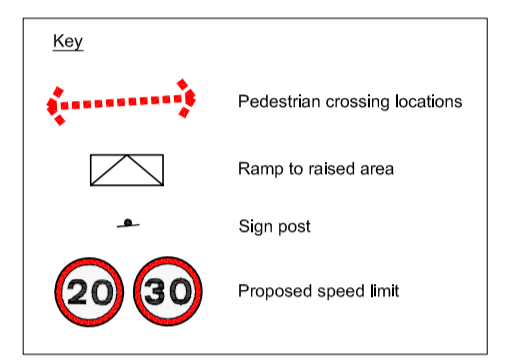 Key
Pedestrian crossing locations
Ramp to raised area
Sign post
20 30 Proposed speed limit